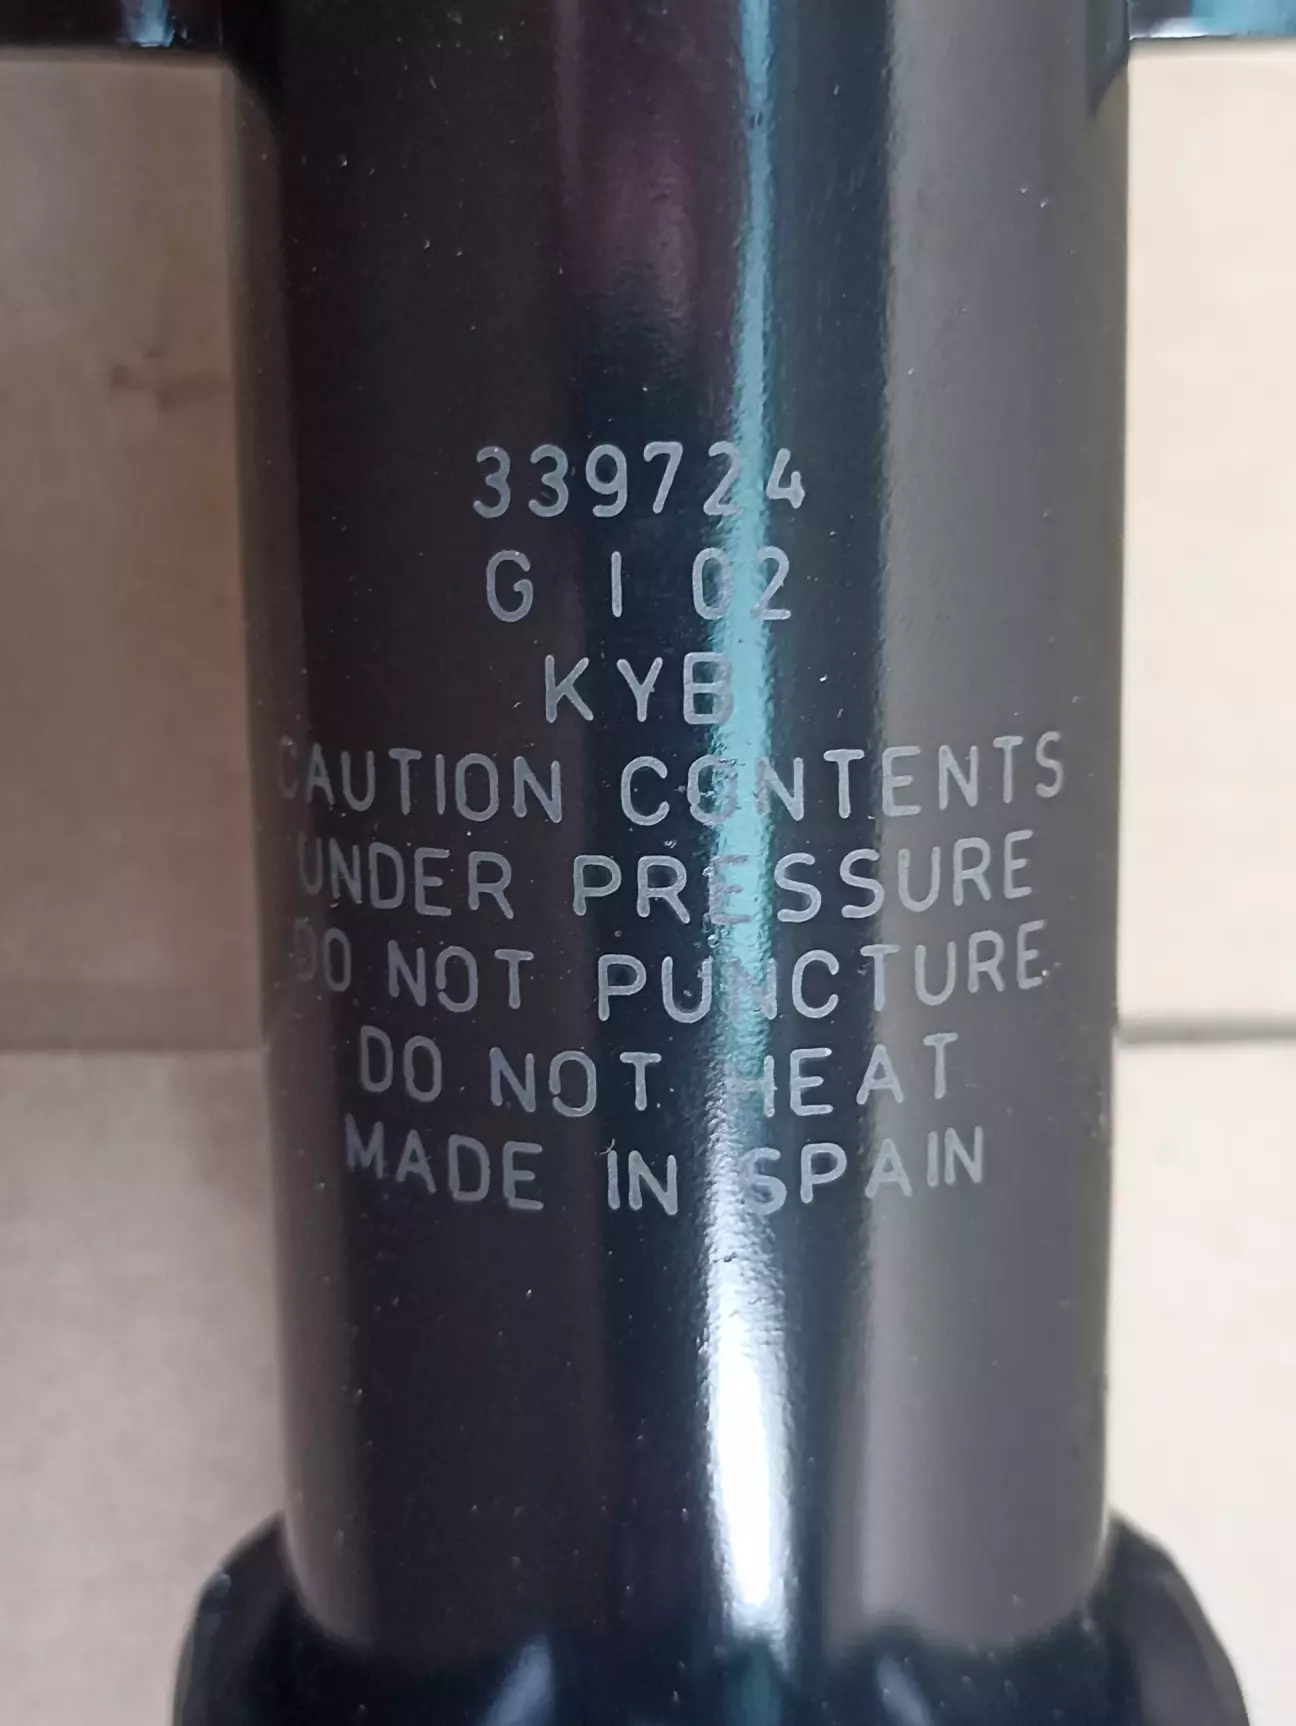 339724
G I 02
KYB
CAUTION CONTENTS
UNDER PRESSURE
DO NOT PUNCTURE
DO NOT HEAT
MADE IN SPAIN